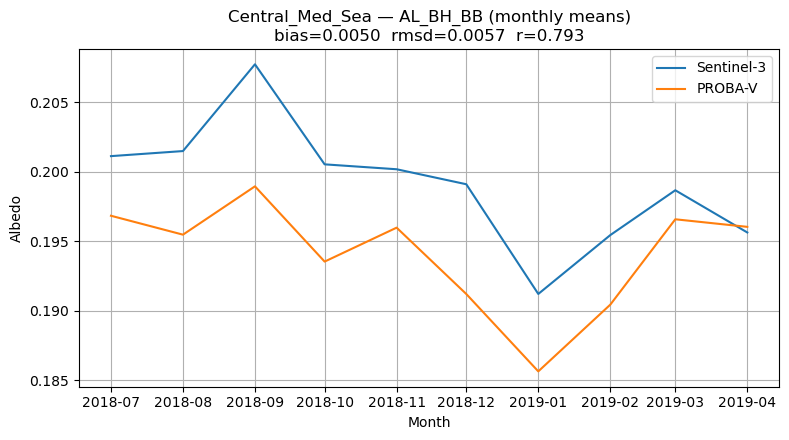 Central_Med_Sea — AL_BH_BB (monthly means)
bias=0.0050  rmsd=0.0057  r=0.793
Sentinel-3
PROBA-V
Albedo
0.205
0.200
0.195
0.190
0.185
2018-07 2018-08 2018-09 2018-10 2018-11 2018-12 2019-01 2019-02 2019-03 2019-04
Month